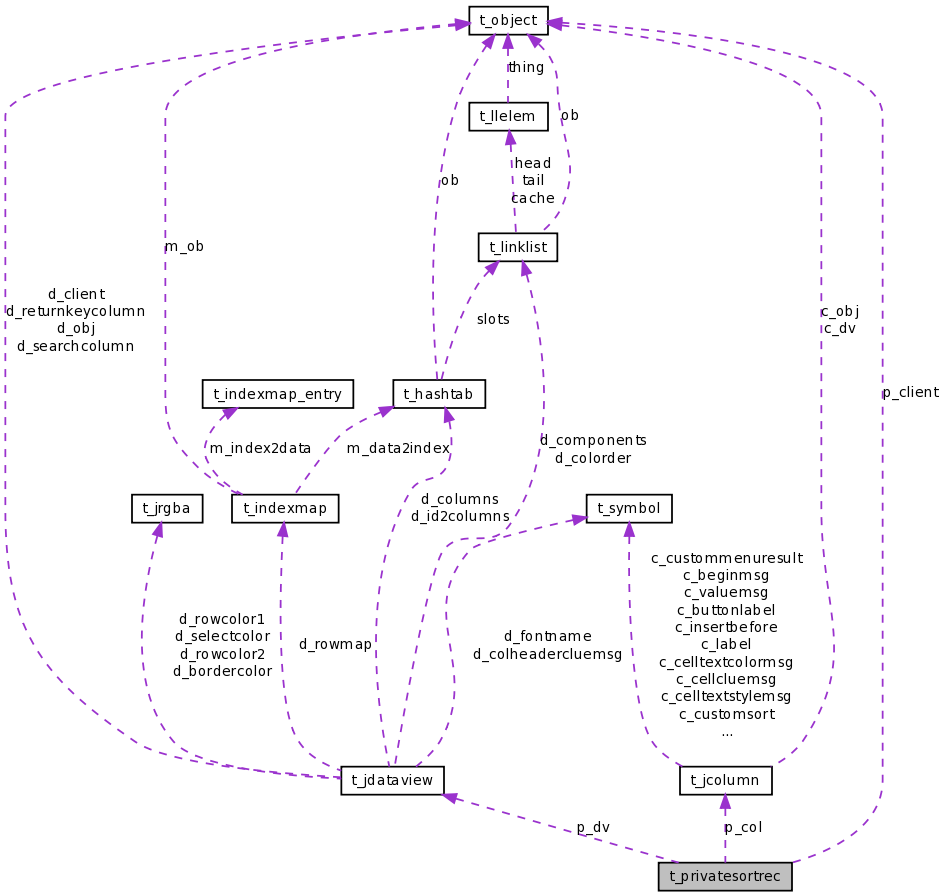 t_object
thing
t_llelem
ob
head
tail
cache
ob
t_linklist
m_ob
d_client
d_returnkeycolumn
d_obj
d_searchcolumn
slots
c_obj
c_dv
t_indexmap_entry
t_hashtab
p_client
m_index2data
m_data2index
d_components
d_colorder
t_jrgba
t_indexmap
d_columns
d_id2columns
t_symbol
d_rowcolor1
d_selectcolor
d_rowcolor2
d_bordercolor
d_rowmap
d_fontname
d_colheadercluemsg
c_custommenuresult
c_beginmsg
c_valuemsg
c_buttonlabel
c_insertbefore
c_label
c_celltextcolormsg
c_cellcluemsg
c_celltextstylemsg
c_customsort
...
t_jdataview
t_jcolumn
p_dv
p_col
t_privatesortrec